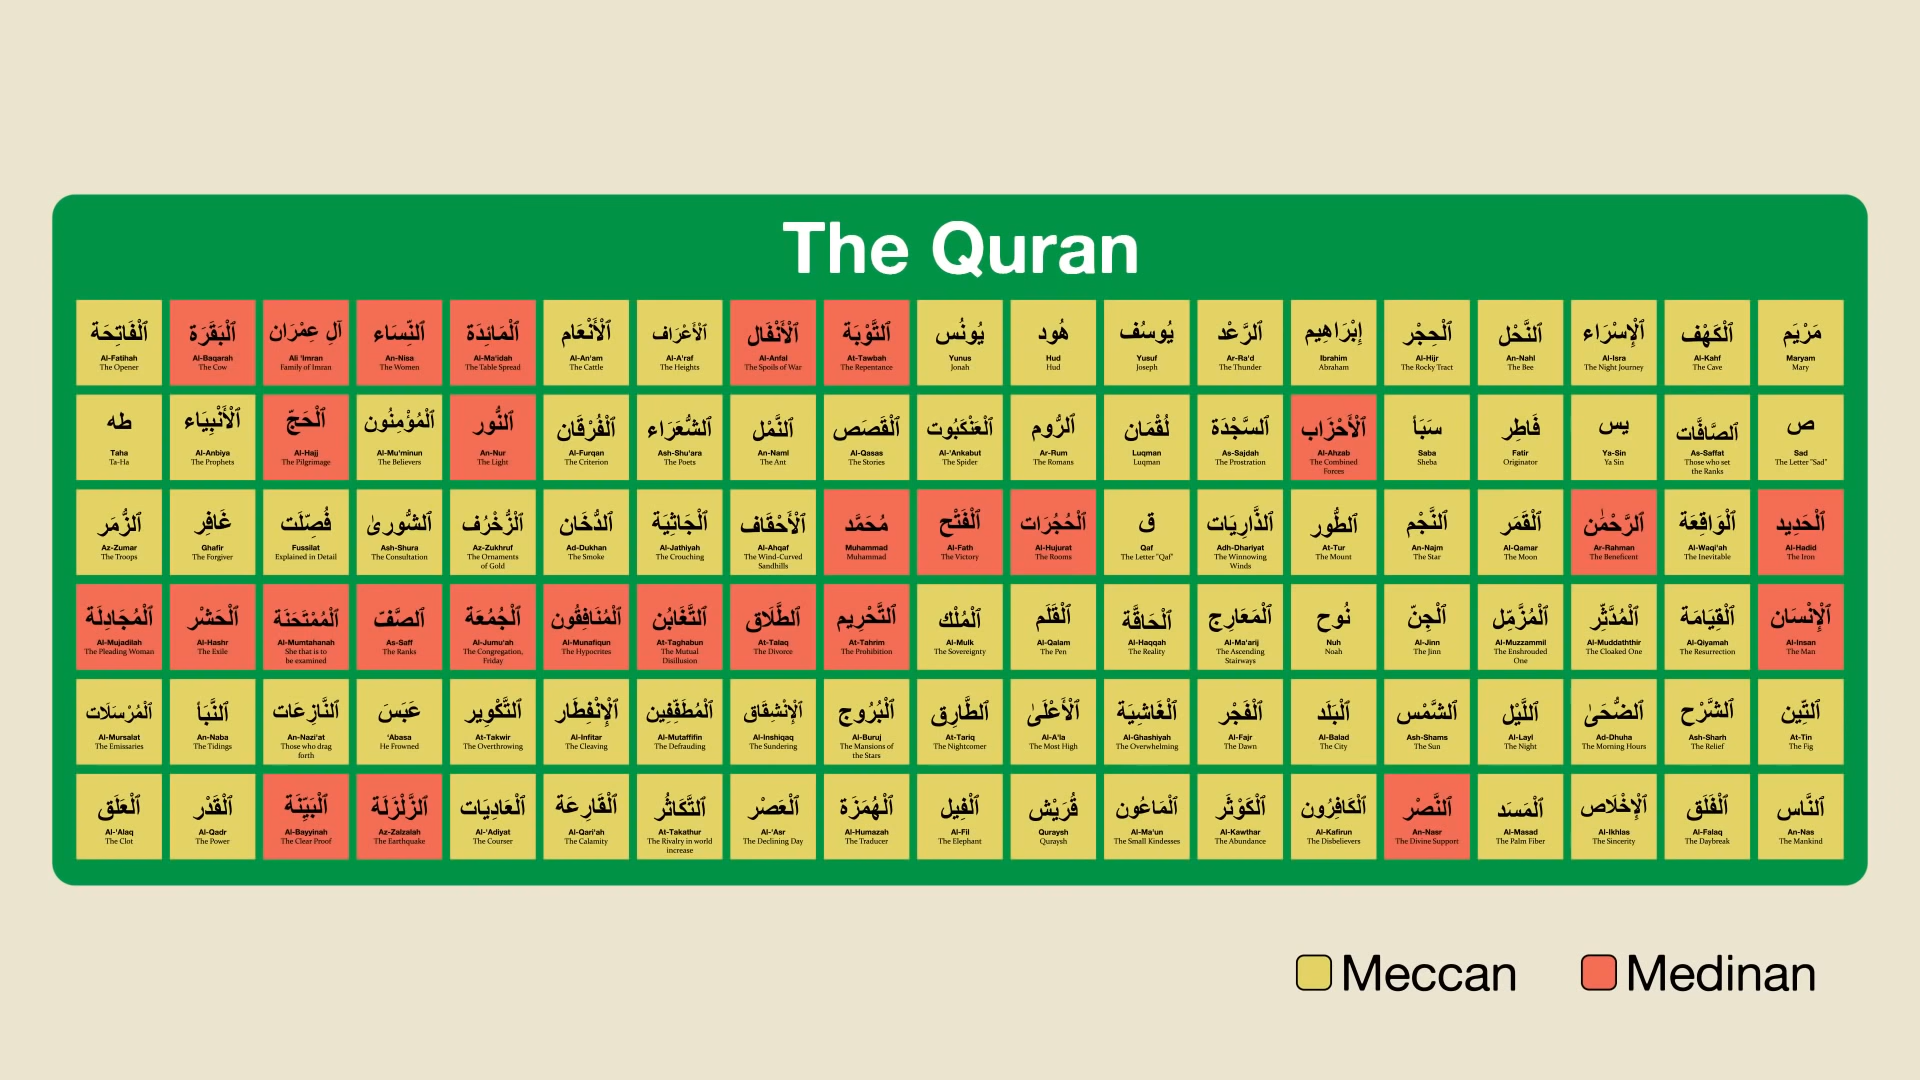 The Quran
ٱلْفَاتِحَة
Al-Fatihah
The Opener
ٱلْبَقَرَة
Al-Baqarah
The Cow
آلِ عِمْرَان
Ali 'Imran
Family of Imran
ٱلنِّسَاء
An-Nisa
The Women
ٱلْمَائِدَة
Al-Ma'idah
The Table Spread
ٱلْأَنْعَام
Al-An'am
The Cattle
ٱلْأَعْرَاف
Al-A'raf
The Heights
ٱلْأَنْفَال
Al-Anfal
The Spoils of War
ٱلتَّوْبَة
At-Tawbah
The Repentance
يُونُس
Yunus
Jonah
هُود
Hud
Hud
يُوسُف
Yusuf
Joseph
ٱلرَّعْد
Ar-Ra'd
The Thunder
إِبْرَاهِيم
Ibrahim
Abraham
ٱلْحِجْر
Al-Hijr
The Rocky Tract
ٱلنَّحْل
An-Nahl
The Bee
ٱلْإِسْرَاء
Al-Isra
The Night Journey
ٱلْكَهْف
Al-Kahf
The Cave
مَرْيَم
Maryam
Mary
طه
Taha
Ta-Ha
ٱلْأَنْبِيَاء
Al-Anbiya
The Prophets
ٱلْحَجّ
Al-Hajj
The Pilgrimage
ٱلْمُؤْمِنُون
Al-Mu'minun
The Believers
ٱلنُّور
An-Nur
The Light
ٱلْفُرْقَان
Al-Furqan
The Criterion
ٱلشُّعَرَاء
Ash-Shu'ara
The Poets
ٱلنَّمْل
An-Naml
The Ant
ٱلْقَصَص
Al-Qasas
The Stories
ٱلْعَنْكَبُوت
Al-'Ankabut
The Spider
ٱلرُّوم
Ar-Rum
The Romans
لُقْمَان
Luqman
Luqman
ٱلسَّجْدَة
As-Sajdah
The Prostration
ٱلْأَحْزَاب
Al-Ahzab
The Combined
Forces
سَبَأ
Saba
Sheba
فَاطِر
Fatir
Originator
يس
Ya-Sin
Ya Sin
ٱلصَّافَّات
As-Saffat
Those who set
the Ranks
ص
Sad
The Letter "Sad"
ٱلزُّمَر
Az-Zumar
The Troops
غَافِر
Ghafir
The Forgiver
فُصِّلَت
Fussilat
Explained in Detail
ٱلشُّورىٰ
Ash-Shura
The Consultation
ٱلْزُّخْرُف
Az-Zukhruf
The Ornaments
of Gold
ٱلدُّخَان
Ad-Dukhan
The Smoke
ٱلْجَاثِيَة
Al-Jathiyah
The Crouching
ٱلْأَحْقَاف
Al-Ahqaf
The Wind-Curved
Sandhills
مُحَمَّد
Muhammad
Muhammad
ٱلْفَتْح
Al-Fath
The Victory
ٱلْحُجُرَات
Al-Hujurat
The Rooms
ق
Qaf
The Letter "Qaf"
ٱلذَّارِيَات
Adh-Dhariyat
The Winnowing
Winds
ٱلطُّور
At-Tur
The Mount
ٱلنَّجْم
An-Najm
The Star
ٱلْقَمَر
Al-Qamar
The Moon
ٱلرَّحْمَٰن
Ar-Rahman
The Beneficent
ٱلْوَاقِعَة
Al-Waqi'ah
The Inevitable
ٱلْحَدِيد
Al-Hadid
The Iron
ٱلْمُجَادِلَة
Al-Mujadilah
The Pleading Woman
ٱلْحَشْر
Al-Hashr
The Exile
ٱلْمُمْتَحَنَة
Al-Mumtahanah
She that is to
be examined
ٱلصَّفّ
As-Saff
The Ranks
ٱلْجُمُعَة
Al-Jumu'ah
The Congregation,
Friday
ٱلْمُنَافِقُون
Al-Munafiqun
The Hypocrites
ٱلتَّغَابُن
At-Taghabun
The Mutual
Disillusion
ٱلطَّلَاق
At-Talaq
The Divorce
ٱلتَّحْرِيم
At-Tahrim
The Prohibition
ٱلْمُلْك
Al-Mulk
The Sovereignty
ٱلْقَلَم
Al-Qalam
The Pen
ٱلْحَاقَّة
Al-Haqqah
The Reality
ٱلْمَعَارِج
Al-Ma'arij
The Ascending
Stairways
نُوح
Nuh
Noah
ٱلْجِنّ
Al-Jinn
The Jinn
ٱلْمُزَّمِّل
Al-Muzzammil
The Enshrouded
One
ٱلْمُدَّثِّر
Al-Muddaththir
The Cloaked One
ٱلْقِيَامَة
Al-Qiyamah
The Resurrection
ٱلْإِنْسَان
Al-Insan
The Man
ٱلْمُرْسَلَات
Al-Mursalat
The Emissaries
ٱلنَّبَأ
An-Naba
The Tidings
ٱلنَّازِعَات
An-Nazi'at
Those who drag
forth
عَبَسَ
'Abasa
He Frowned
ٱلتَّكْوِير
At-Takwir
The Overthrowing
ٱلْإِنْفِطَار
Al-Infitar
The Cleaving
ٱلْمُطَفِّفِين
Al-Mutaffifin
The Defrauding
ٱلْإِنْشِقَاق
Al-Inshiqaq
The Sundering
ٱلْبُرُوج
Al-Buruj
The Mansions of
the Stars
ٱلطَّارِق
At-Tariq
The Nightcomer
ٱلْأَعْلَىٰ
Al-A'la
The Most High
ٱلْغَاشِيَة
Al-Ghashiyah
The Overwhelming
ٱلْفَجْر
Al-Fajr
The Dawn
ٱلْبَلَد
Al-Balad
The City
ٱلشَّمْس
Ash-Shams
The Sun
ٱللَّيْل
Al-Layl
The Night
ٱلضُّحَىٰ
Ad-Dhuha
The Morning Hours
ٱلشَّرْح
Ash-Sharh
The Relief
ٱلتِّين
At-Tin
The Fig
ٱلْعَلَق
Al-'Alaq
The Clot
ٱلْقَدْر
Al-Qadr
The Power
ٱلْبَيِّنَة
Al-Bayyinah
The Clear Proof
ٱلزَّلْزَلَة
Az-Zalzalah
The Earthquake
ٱلْعَادِيَات
Al-'Adiyat
The Courser
ٱلْقَارِعَة
Al-Qari'ah
The Calamity
ٱلتَّكَاثُر
At-Takathur
The Rivalry in world
increase
ٱلْعَصْر
Al-'Asr
The Declining Day
ٱلْهُمَزَة
Al-Humazah
The Traducer
ٱلْفِيل
Al-Fil
The Elephant
قُرَيْش
Quraysh
Quraysh
ٱلْمَاعُون
Al-Ma'un
The Small Kindesses
ٱلْكَوْثَر
Al-Kawthar
The Abundance
ٱلْكَافِرُون
Al-Kafirun
The Disbelievers
ٱلنَّصْر
An-Nasr
The Divine Support
ٱلْمَسَد
Al-Masad
The Palm Fiber
ٱلْإِخْلَاص
Al-Ikhlas
The Sincerity
ٱلْفَلَق
Al-Falaq
The Daybreak
ٱلنَّاس
An-Nas
The Mankind
Meccan
Medinan